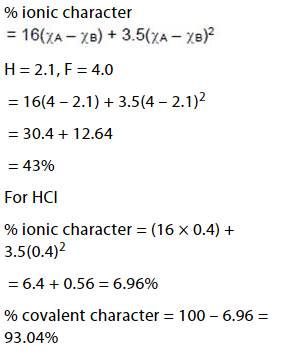 % ionic character
= 16(χA – χB) + 3.5(χA – χB)²
H = 2.1, F = 4.0
= 16(4 – 2.1) + 3.5(4 – 2.1)²
= 30.4 + 12.64
= 43%
For HCl
% ionic character = (16 × 0.4) +
3.5(0.4)²
= 6.4 + 0.56 = 6.96%
% covalent character = 100 – 6.96 =
93.04%